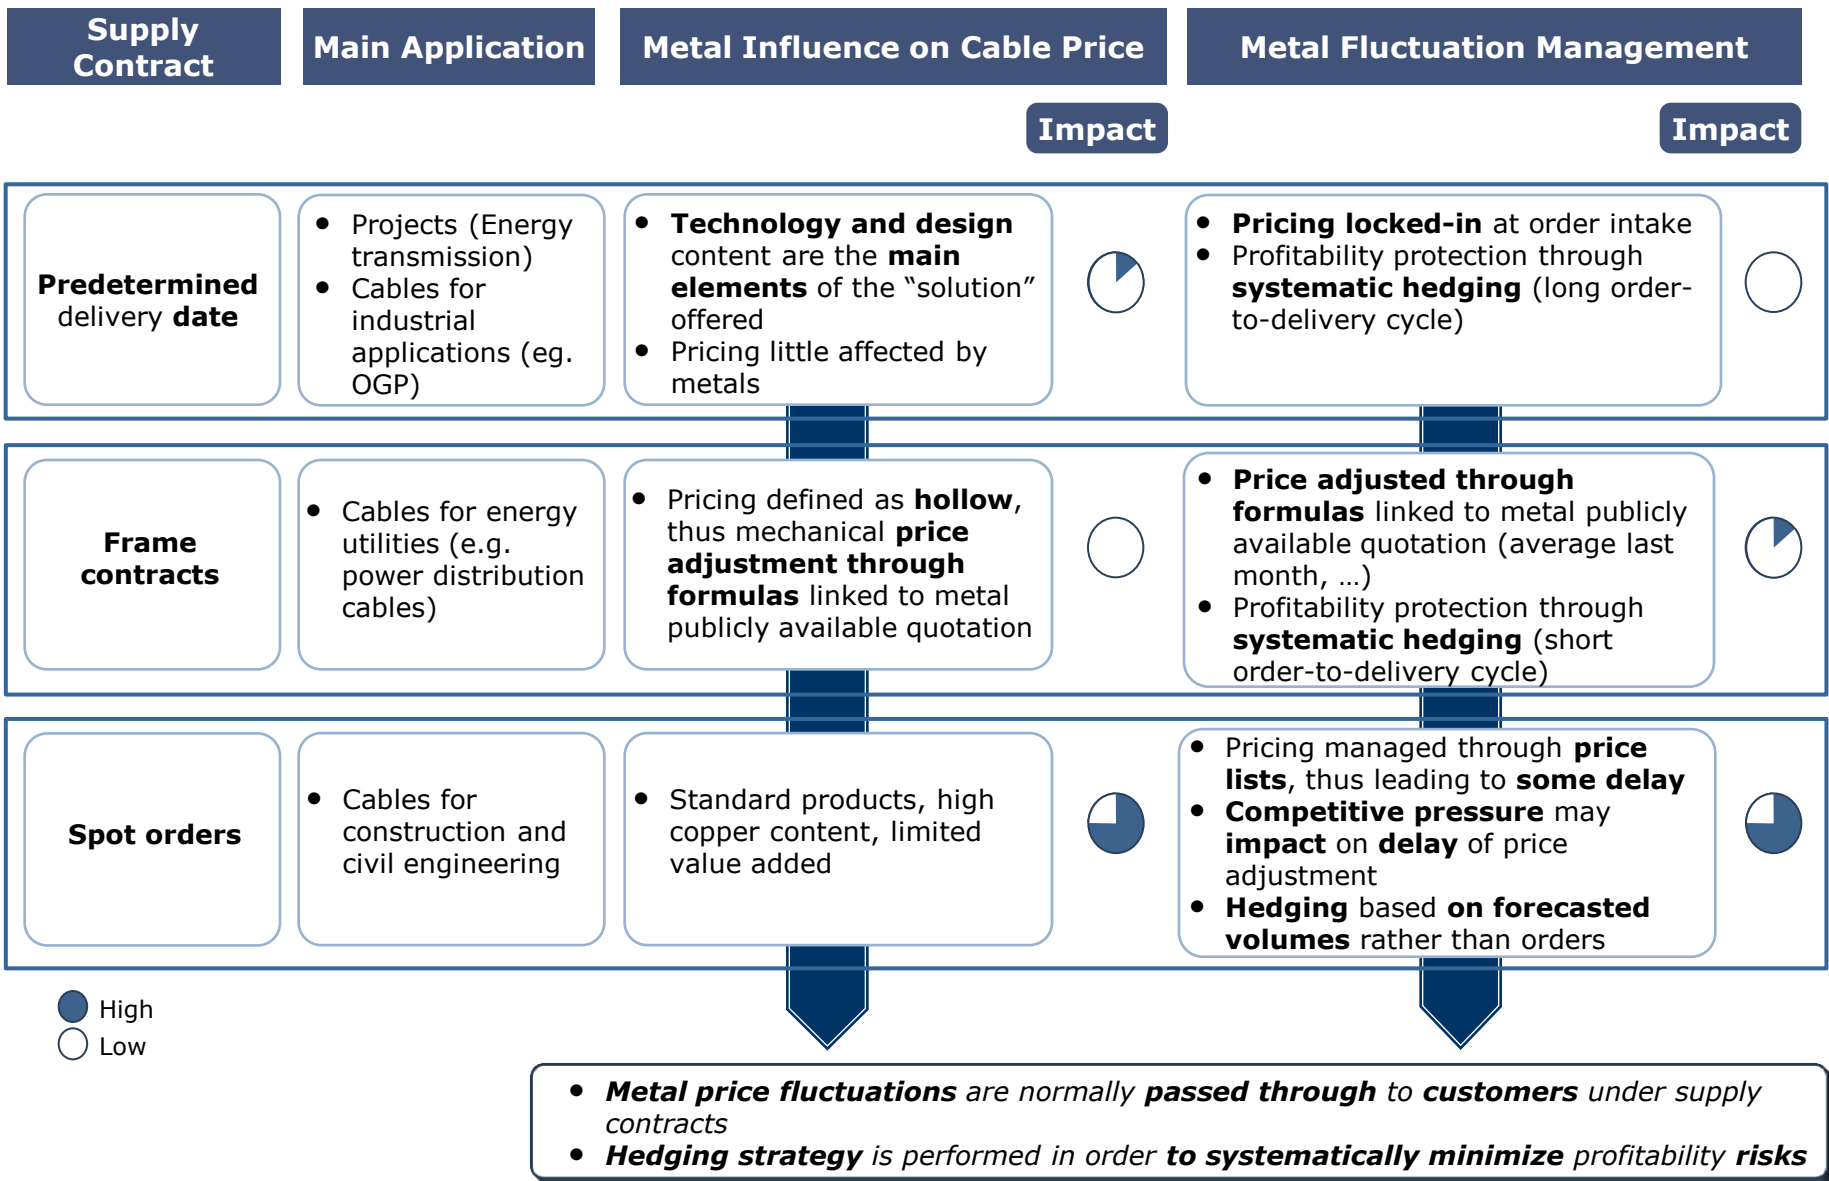 Supply
Contract
Main Application
Metal Influence on Cable Price
Metal Fluctuation Management
Impact
Impact
Predetermined
delivery date
• Projects (Energy
transmission)
• Cables for
industrial
applications (eg.
OGP)
• Technology and design
content are the main
elements of the “solution”
offered
• Pricing little affected by
metals
• Pricing locked-in at order intake
• Profitability protection through
systematic hedging (long order-
to-delivery cycle)
Frame
contracts
• Cables for energy
utilities (e.g.
power distribution
cables)
• Pricing defined as hollow,
thus mechanical price
adjustment through
formulas linked to metal
publicly available quotation
• Price adjusted through
formulas linked to metal publicly
available quotation (average last
month, …)
• Profitability protection through
systematic hedging (short
order-to-delivery cycle)
Spot orders
• Cables for
construction and
civil engineering
• Standard products, high
copper content, limited
value added
• Pricing managed through price
lists, thus leading to some delay
• Competitive pressure may
impact on delay of price
adjustment
• Hedging based on forecasted
volumes rather than orders
High
Low
• Metal price fluctuations are normally passed through to customers under supply
contracts
• Hedging strategy is performed in order to systematically minimize profitability risks